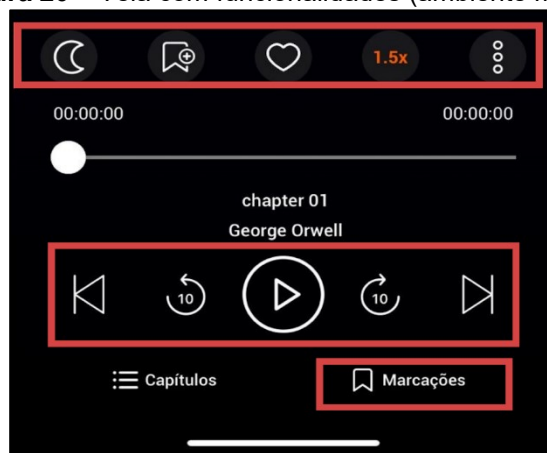 Tela com funcionalidades (ambiente
1.5x
00:00:00 00:00:00
chapter 01
George Orwell
10 10
Capítulos Marcações